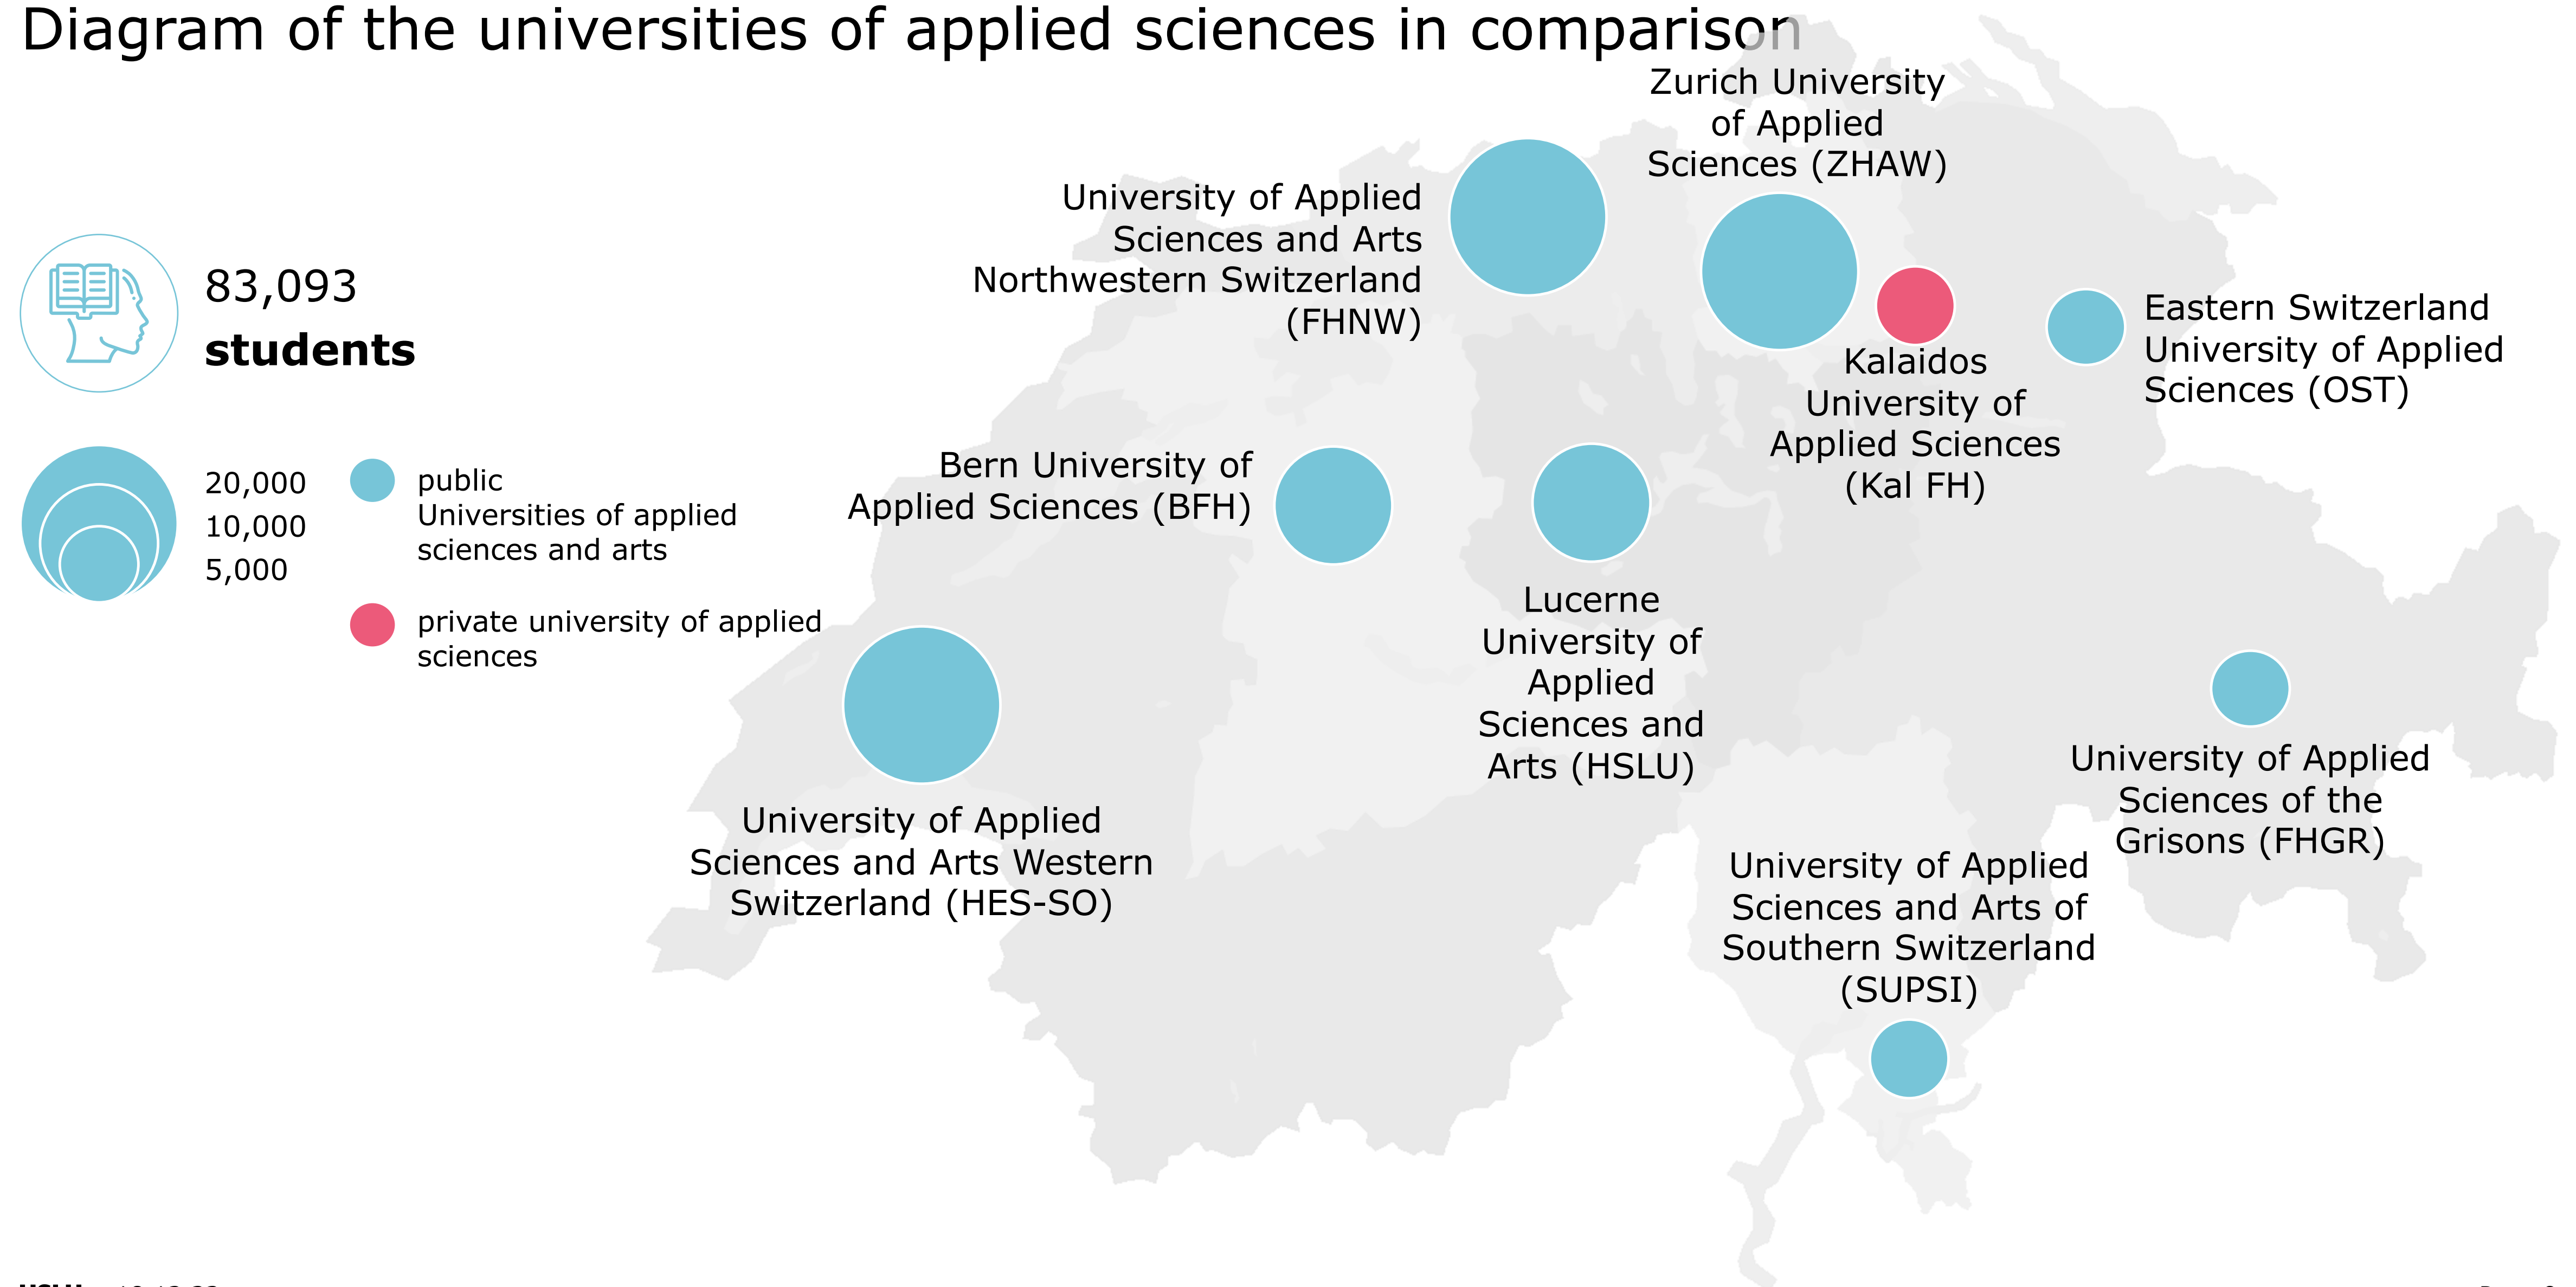 Diagram of the universities of applied sciences in comparison
83,093
students
20,000
10,000
5,000
public
Universities of applied
sciences and arts
private university of applied
sciences
Zurich University
of Applied
Sciences (ZHAW)
University of Applied
Sciences and Arts
Northwestern Switzerland
(FHNW)
Kalaidos
University of
Applied Sciences
(Kal FH)
Eastern Switzerland
University of Applied
Sciences (OST)
Bern University of
Applied Sciences (BFH)
Lucerne
University of
Applied
Sciences and
Arts (HSLU)
University of Applied
Sciences and Arts Western
Switzerland (HES-SO)
University of Applied
Sciences of the
Grisons (FHGR)
University of Applied
Sciences and Arts of
Southern Switzerland
(SUPSI)